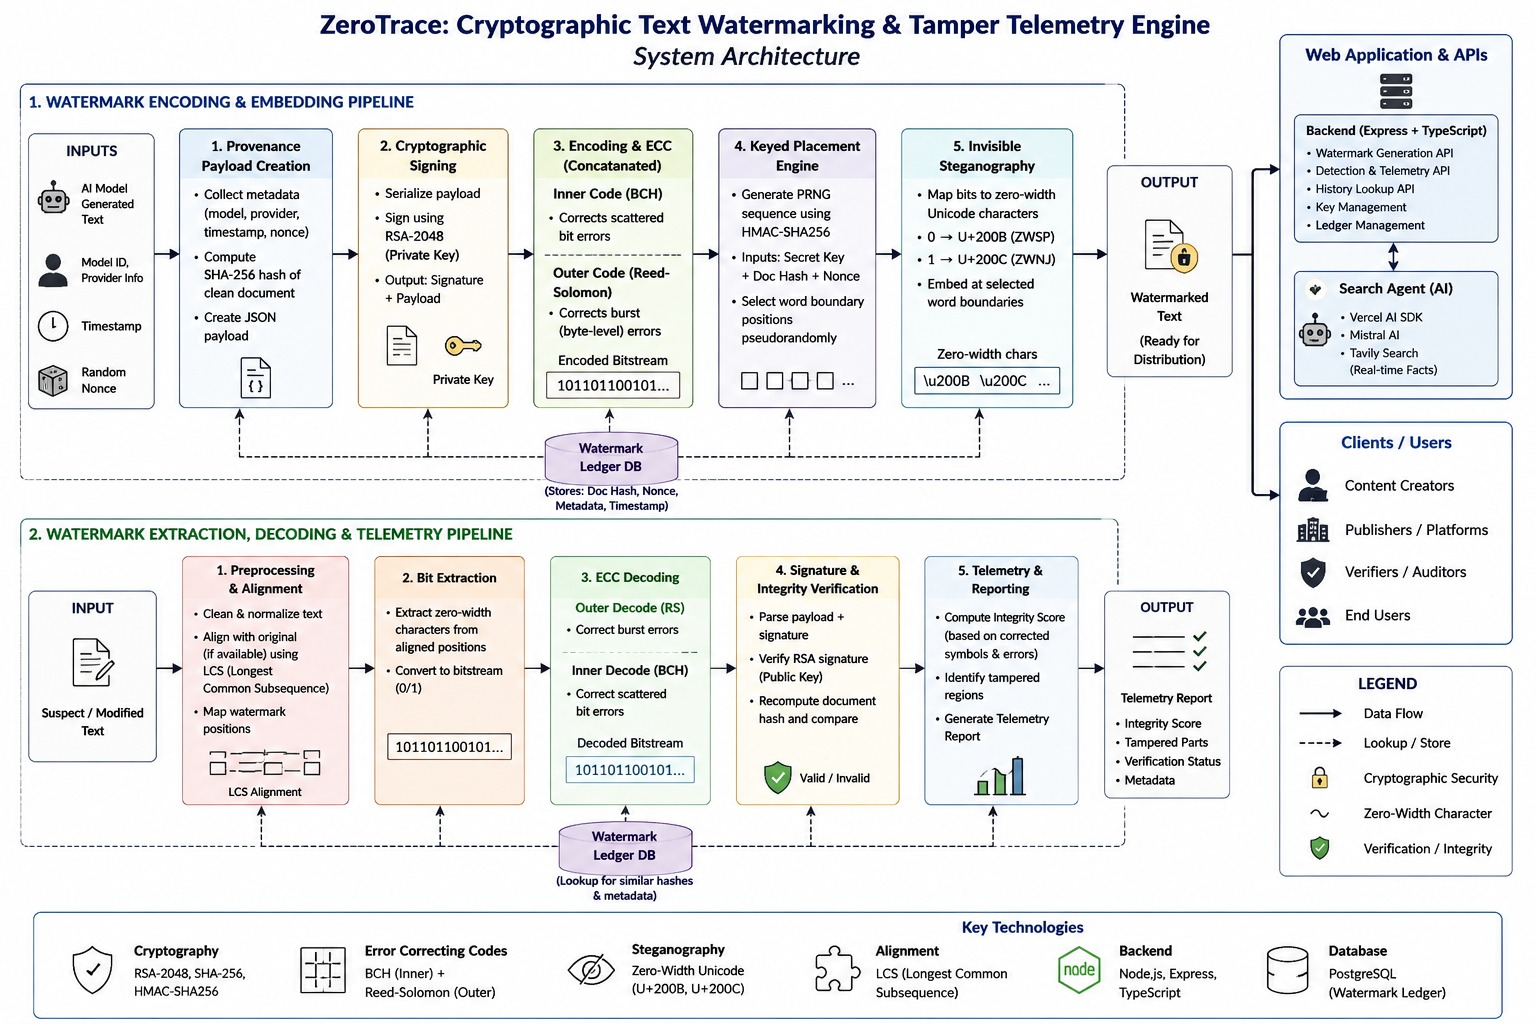 ZeroTrace: Cryptographic Text Watermarking & Tamper Telemetry Engine
System Architecture
1. WATERMARK ENCODING & EMBEDDING PIPELINE
INPUTS
AI Model
Generated
Text
Model ID,
Provider Info
Timestamp
Random
Nonce
1. Provenance
Payload Creation
• Collect metadata
(model, provider,
timestamp, nonce)
• Compute
SHA-256 hash of
clean document
• Create JSON
payload
{ }
2. Cryptographic
Signing
• Serialize payload
• Sign using
RSA-2048
(Private Key)
• Output: Signature
+ Payload
Private Key
3. Encoding & ECC
(Concatanated)
Inner Code (BCH)
• Corrects scattered
bit errors
Outer Code (Reed-
Solomon)
• Corrects burst
(byte-level) errors
Encoded Bitstream
101101100101...
4. Keyed Placement
Engine
• Generate PRNG
sequence using
HMAC-SHA256
• Inputs: Secret Key
+ Doc Hash + Nonce
• Select word boundary
positions
pseudorandomly
...
5. Invisible
Steganography
• Map bits to zero-width
Unicode characters
• 0 → U+200B (ZWSP)
• 1 → U+200C (ZWNJ)
• Embed at selected
word boundaries
Zero-width chars
\u200B \u200C ...
OUTPUT
Watermarked
Text
(Ready for
Distribution)
Watermark
Ledger DB
(Stores: Doc Hash, Nonce,
Metadata, Timestamp)
Web Application & APIs
Backend (Express + TypeScript)
• Watermark Generation API
• Detection & Telemetry API
• History Lookup API
• Key Management
• Ledger Management
Search Agent (AI)
• Vercel AI SDK
• Mistral AI
• Tavily Search
(Real-time Facts)
Clients / Users
Content Creators
Publishers / Platforms
Verifiers / Auditors
End Users
2. WATERMARK EXTRACTION, DECODING & TELEMETRY PIPELINE
INPUT
Suspect / Modified
Text
1. Preprocessing
& Alignment
• Clean & normalize text
• Align with original
(if available) using
LCS (Longest
Common Subsequence)
• Map watermark
positions
LCS Alignment
2. Bit Extraction
• Extract zero-width
characters from
aligned positions
• Convert to bitstream
(0/1)
101101100101...
3. ECC Decoding
Outer Decode (RS)
• Correct burst errors
Inner Decode (BCH)
• Correct scattered
bit errors
Decoded Bitstream
101101100101...
4. Signature &
Integrity Verification
• Parse payload +
signature
• Verify RSA signature
(Public Key)
• Recompute document
hash and compare
Valid / Invalid
5. Telemetry &
Reporting
• Compute Integrity Score
(based on corrected
symbols & errors)
• Identify tampered
regions
• Generate Telemetry
Report
OUTPUT
Telemetry Report
• Integrity Score
• Tampered Parts
• Verification Status
• Metadata
Watermark
Ledger DB
(Lookup for similar hashes
& metadata)
LEGEND
Data Flow
Lookup / Store
Cryptographic Security
Zero-Width Character
Verification / Integrity
Key Technologies
Cryptography
RSA-2048, SHA-256,
HMAC-SHA256
Error Correcting Codes
BCH (Inner) +
Reed-Solomon (Outer)
Steganography
Zero-Width Unicode
(U+200B, U+200C)
Alignment
LCS (Longest Common
Subsequence)
node
Backend
Node,js, Express,
TypeScript
Database
PostgreSQL
(Watermark Ledger)